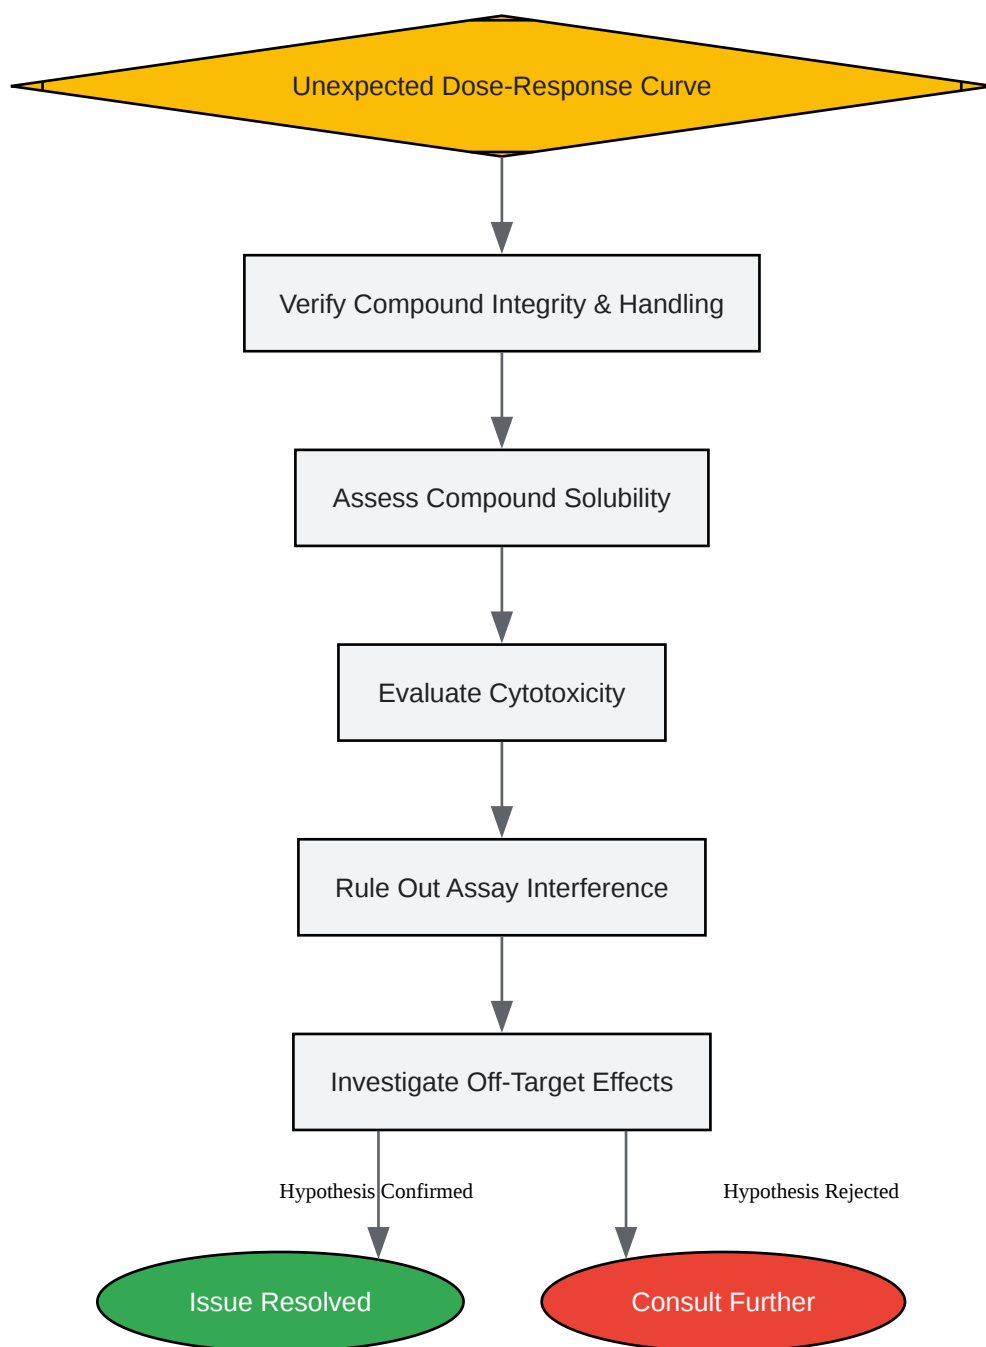 Unexpected Dose-Response Curve
Verify Compound Integrity & Handling
Assess Compound Solubility
Evaluate Cytotoxicity
Rule Out Assay Interference
Investigate Off-Target Effects
Hypothesis Confirmed
Hypothesis Rejected
Issue Resolved
Consult Further